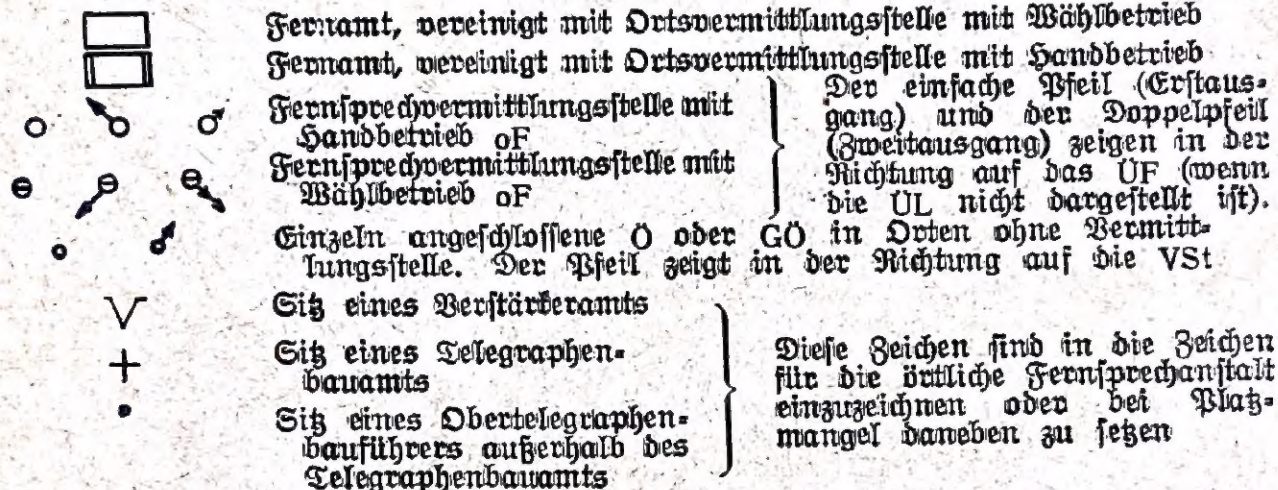 Fernamt, vereinigt mit Ortsvermittlungsstelle mit Wählbetrieb
Fernamt, vereinigt mit Ortsvermittlungsstelle mit Handbetrieb
Fernsprechvermittlungsstelle mit
Handbetrieb oF
Fernsprechvermittlungsstelle mit
Wählbetrieb oF
Der einfache Pfeil (Erstaus-
gang) und der Doppelpfeil
(Zweitausgang) zeigen in der
Richtung auf das ÜF (wenn
die ÜL nicht dargestellt ist).
Einzeln angeschlossene Ö oder GÖ in Orten ohne Vermitt-
lungsstelle. Der Pfeil zeigt in der Richtung auf die VSt
Sitz eines Verstärkeramts
Sitz eines Telegraphen-
bauamts
Sitz eines Obertelegraphen-
bauführers außerhalb des
Telegraphenbauamts
Diese Zeichen sind in die Zeichen
für die örtliche Fernsprechanstalt
einzuzeichnen oder bei Platz-
mangel daneben zu setzen